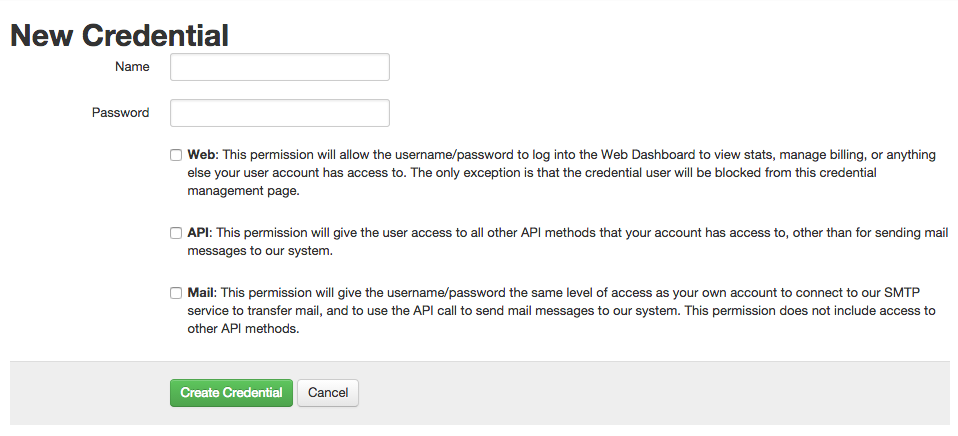 New Credential
Name
Password
Web: This permission will allow the username/password to log into the Web Dashboard to view stats, manage billing, or anything
else your user account has access to. The only exception is that the credential user will be blocked from this credential
management page.
API: This permission will give the user access to all other API methods that your account has access to, other than for sending mail
messages to our system.
Mail: This permission will give the username/password the same level of access as your own account to connect to our SMTP
service to transfer mail, and to use the API call to send mail messages to our system. This permission does not include access to
other API methods.
Create Credential Cancel